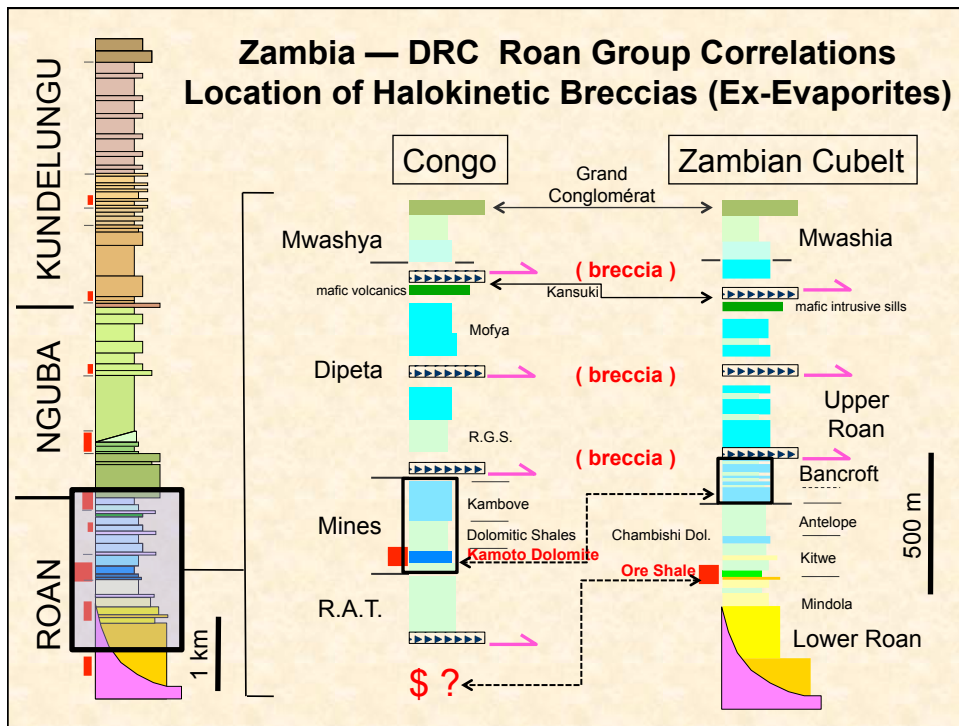 Zambia — DRC Roan Group Correlations
Location of Halokinetic Breccias (Ex-Evaporites)
KUNDELUNGU
NGUBA
ROAN
1 km
Congo
Zambian Cubelt
Grand
Conglomérat
Mwashya
Mwashia
( breccia )
mafic volcanics
Kansuki
mafic intrusive sills
Mofya
Dipeta
( breccia )
Upper
Roan
R.G.S.
( breccia )
Bancroft
Kambove
Mines
Dolomitic Shales
Kamoto Dolomite
Chambishi Dol.
Antelope
Kitwe
Ore Shale
R.A.T.
Mindola
Lower Roan
500 m
$ ?